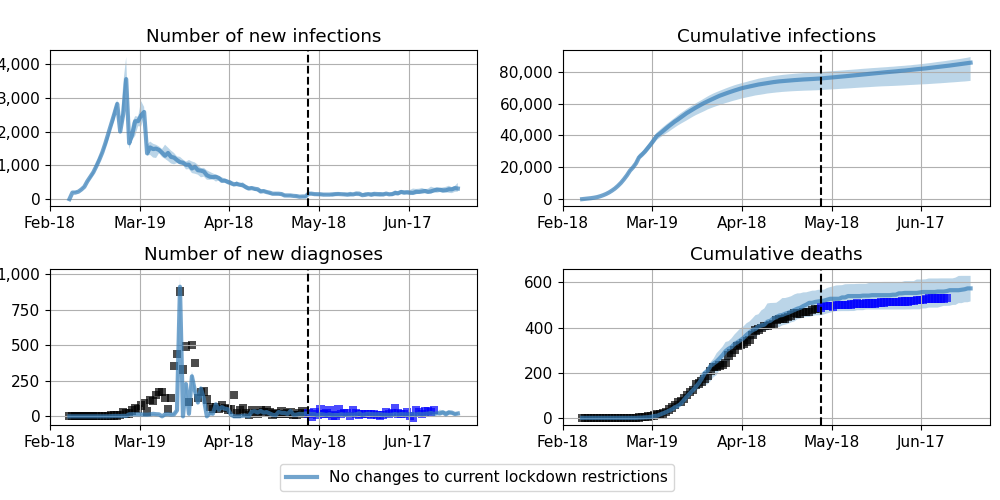 Number of new infections
4,000
3,000
2,000
1,000
0
Feb-18 Mar-19 Apr-18 May-18 Jun-17
Cumulative infections
80,000
60,000
40,000
20,000
0
Feb-18 Mar-19 Apr-18 May-18 Jun-17
Number of new diagnoses
1,000
750
500
250
0
Feb-18 Mar-19 Apr-18 May-18 Jun-17
Cumulative deaths
600
400
200
0
Feb-18 Mar-19 Apr-18 May-18 Jun-17
No changes to current lockdown restrictions